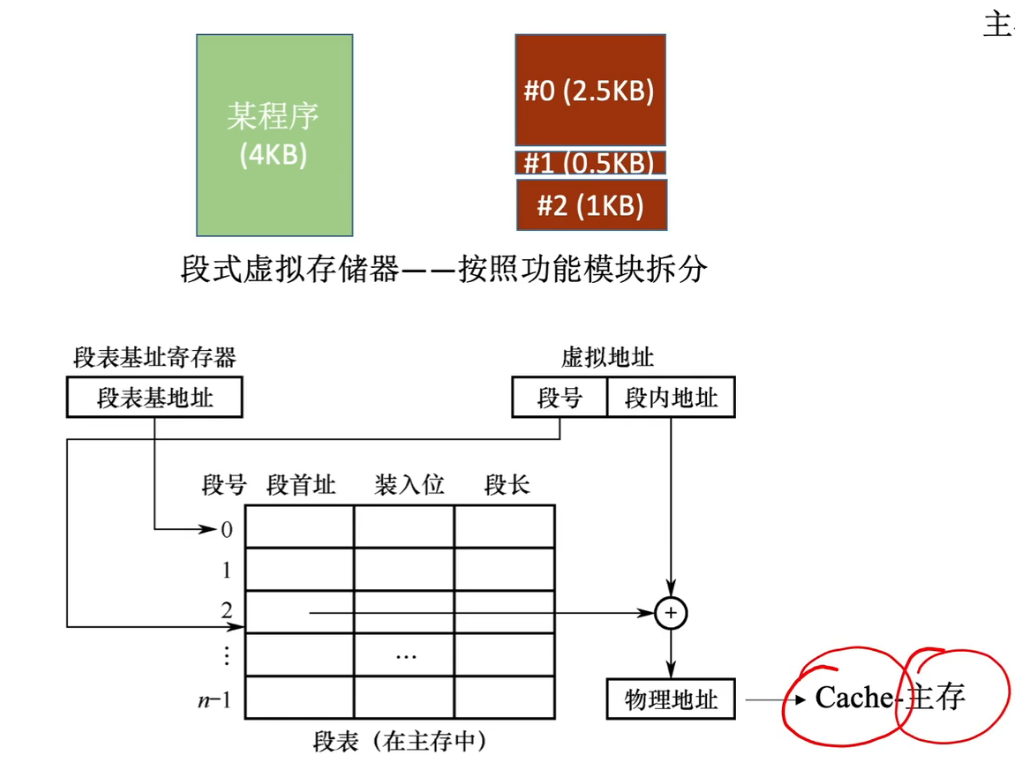 主
某程序
(4KB)
#0 (2.5KB)
#1 (0.5KB)
#2 (1KB)
段式虚拟存储器——按照功能模块拆分
段表基址寄存器
段表基地址
虚拟地址
段号 段内地址
段号 段首址 装入位 段长
0
1
2
+
⋮ …
n-1
物理地址
Cache-主存
段表（在主存中）